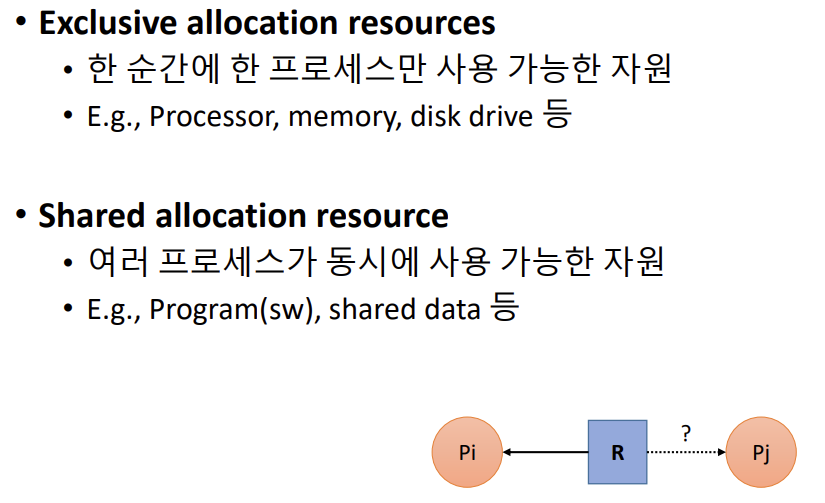 • Exclusive allocation resources
• 한 순간에 한 프로세스만 사용 가능한 자원
• E.g., Processor, memory, disk drive 등
• Shared allocation resource
• 여러 프로세스가 동시에 사용 가능한 자원
• E.g., Program(sw), shared data 등
Pi
R
?
Pj